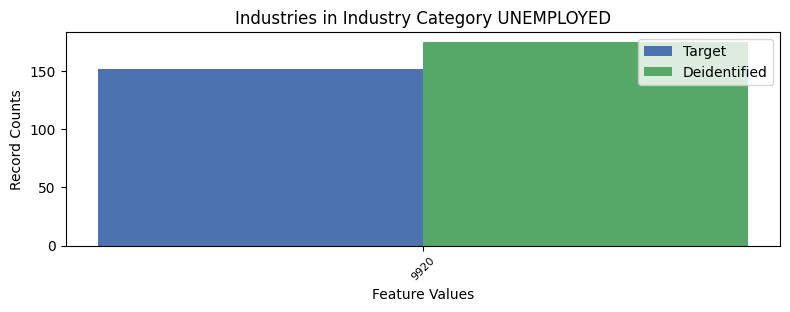 Industries in Industry Category UNEMPLOYED
Target
Deidentified
Record Counts
150
100
50
0
9920
Feature Values